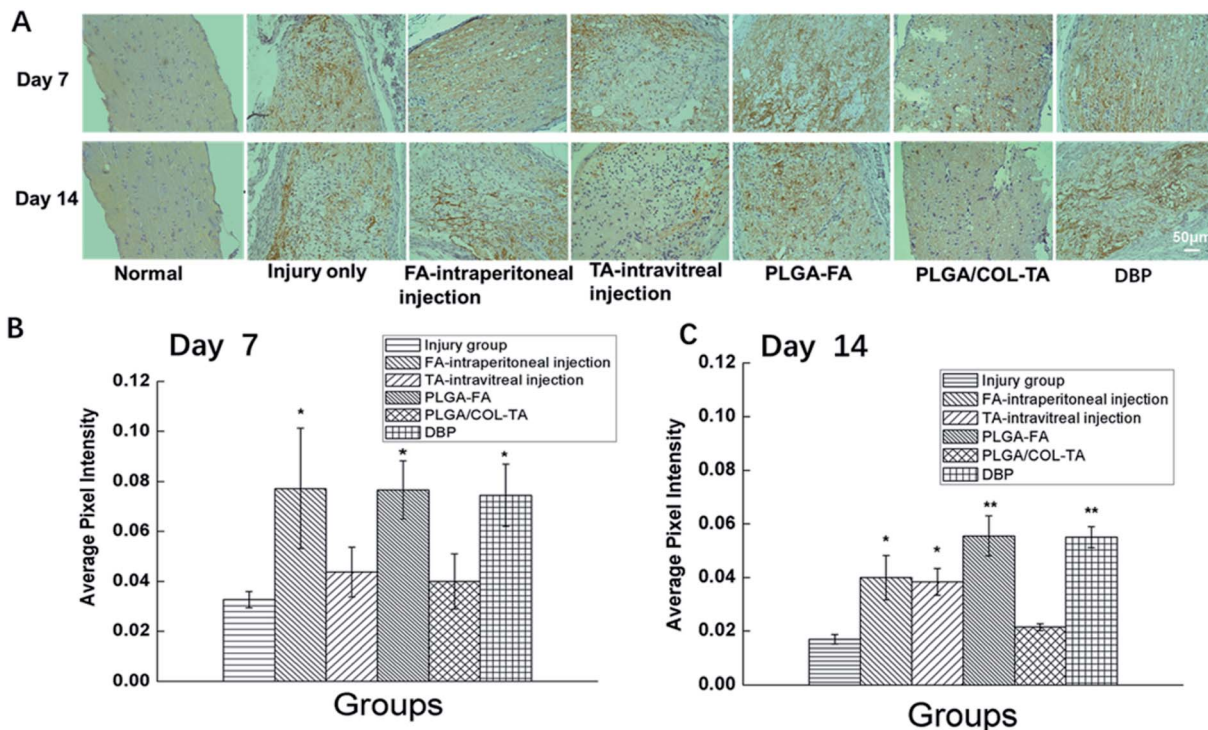 A
Day 7
Day 14
50μm
Normal
Injury only
FA-intraperitoneal
injection
TA-intravitreal
injection
PLGA-FA
PLGA/COL-TA
DBP
B
Day 7
Injury group
FA-intraperitoneal injection
TA-intravitreal injection
PLGA-FA
PLGA/COL-TA
DBP
0.12
0.10
0.08
0.06
0.04
0.02
0.00
Average Pixel Intensity
*
*
*
Groups
C
Day 14
Injury group
FA-intraperitoneal injection
TA-intravitreal injection
PLGA-FA
PLGA/COL-TA
DBP
0.12
0.10
0.08
0.06
0.04
0.02
0.00
Average Pixel Intensity
*
*
**
**
Groups